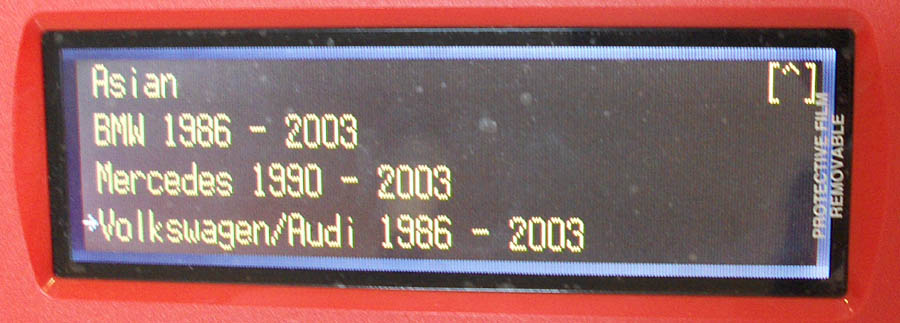 Asian [^]
BMW 1986 - 2003
Mercedes 1990 - 2003
→Volkswagen/Audi 1986 - 2003
PROTECTIVE FILM
REMOVABLE